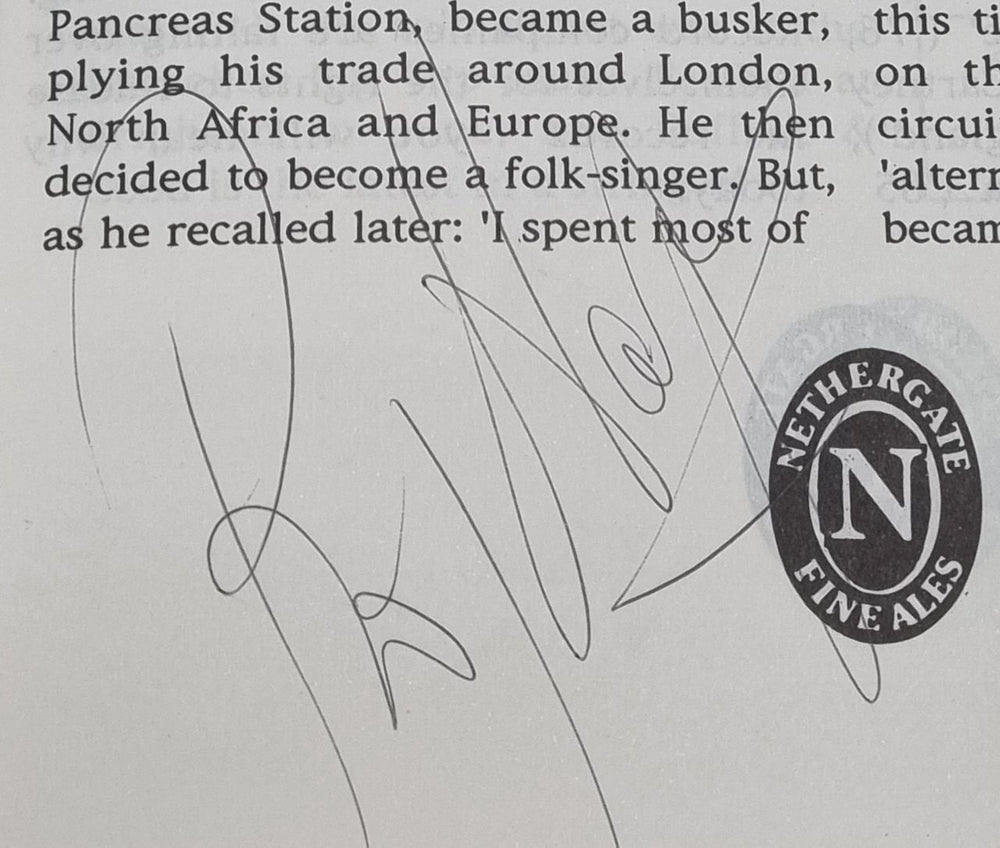 Pancreas Station, became a busker,
plying his trade around London,
North Africa and Europe. He then
decided to become a folk-singer. But,
as he recalled later: 'I spent most of
this ti
on th
circui
'altern
becam
NETHERGATE
N
FINE ALES